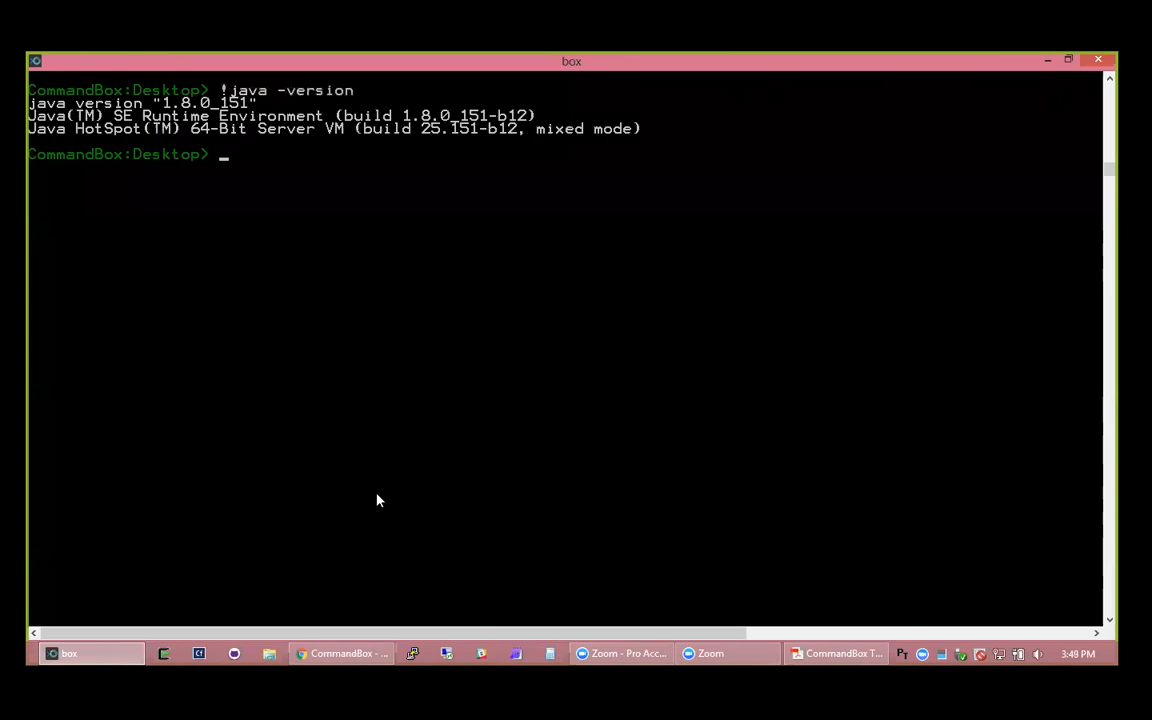 box
CommandBox:Desktop> !java -version
java version "1.8.0_151"
Java(TM) SE Runtime Environment (build 1.8.0_151-b12)
Java HotSpot(TM) 64-Bit Server VM (build 25.151-b12, mixed mode)
CommandBox:Desktop> _
box
Cf
CommandBox - ...
Zoom - Pro Acc...
Zoom
CommandBox T...
PT
3:49 PM